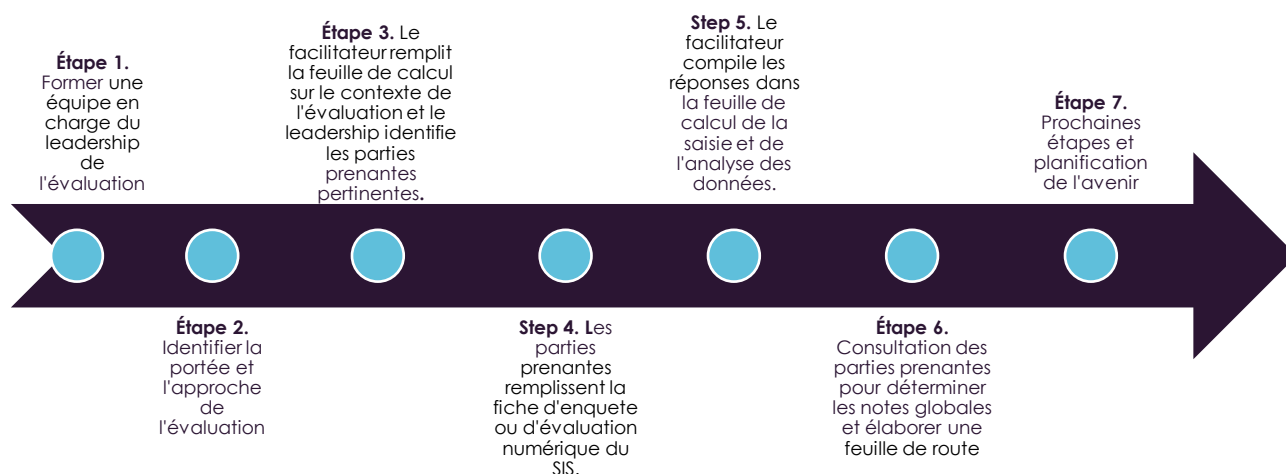 Étape 1.
Former une
équipe en
charge du
leadership
de
l'évaluation
Étape 2.
Identifier la
portée et
l'approche
de
l'évaluation
Étape 3. Le
facilitateur remplit
la feuille de calcul
sur le contexte de
l'évaluation et le
leadership identifie
les parties
prenantes
pertinentes.
Step 4. Les
parties
prenantes
remplissent la
fiche d'enquete
ou d'évaluation
numérique du
SIS.
Step 5. Le
facilitateur
compile les
réponses dans
la feuille de
calcul de la
saisie et de
l'analyse des
données.
Étape 6.
Consultation des
parties prenantes
pour déterminer
les notes globales
et élaborer une
feuille de route
Étape 7.
Prochaines
étapes et
planification
de l'avenir